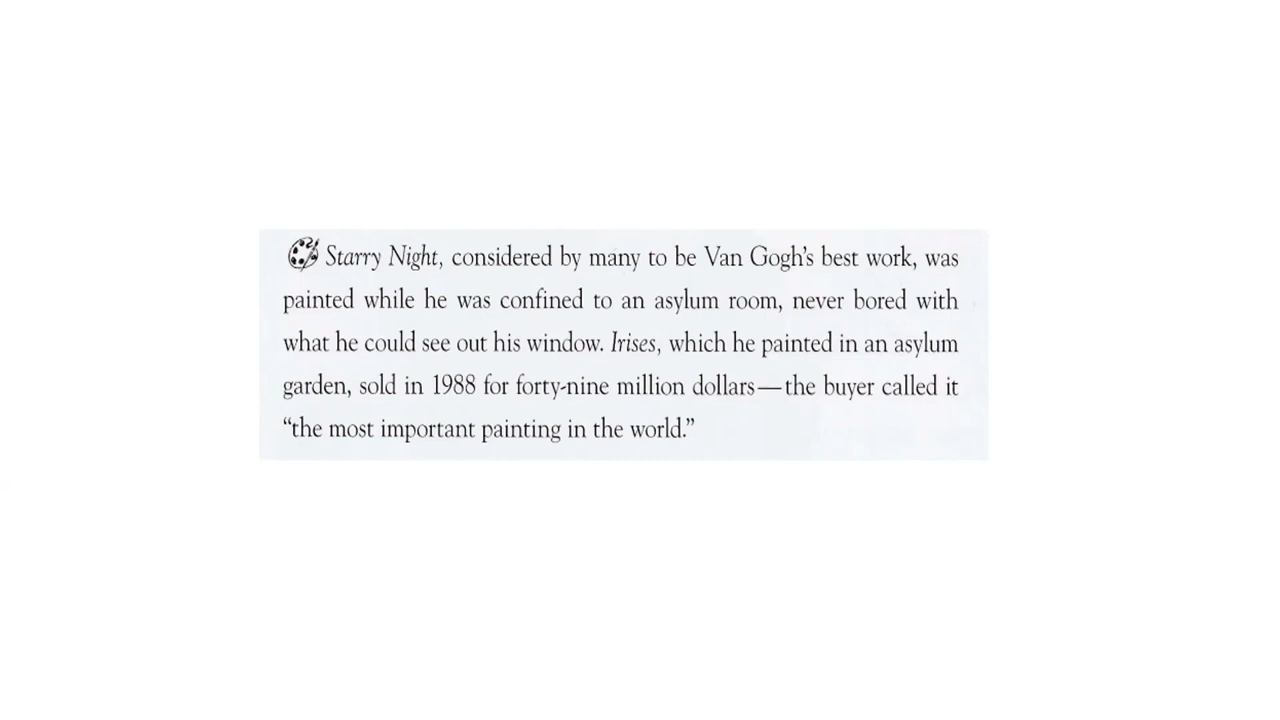 Starry Night, considered by many to be Van Gogh's best work, was
painted while he was confined to an asylum room, never bored with
what he could see out his window. Irises, which he painted in an asylum
garden, sold in 1988 for forty-nine million dollars—the buyer called it
“the most important painting in the world.”